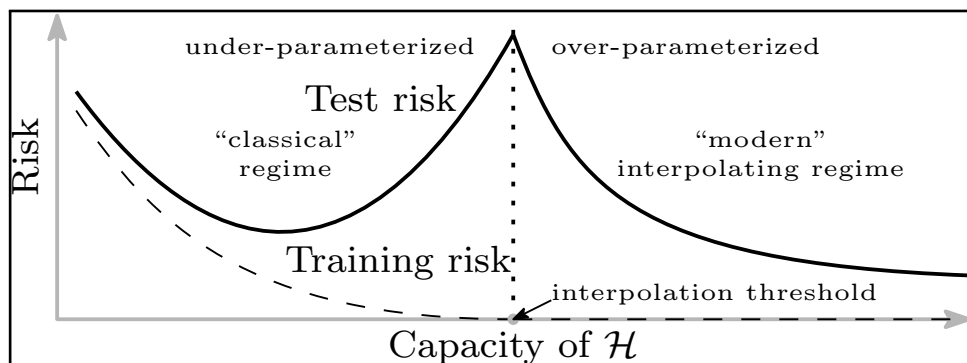 under-parameterized
over-parameterized
Test risk
“classical”
regime
“modern”
interpolating regime
Risk
Training risk
interpolation threshold
Capacity of ℋ